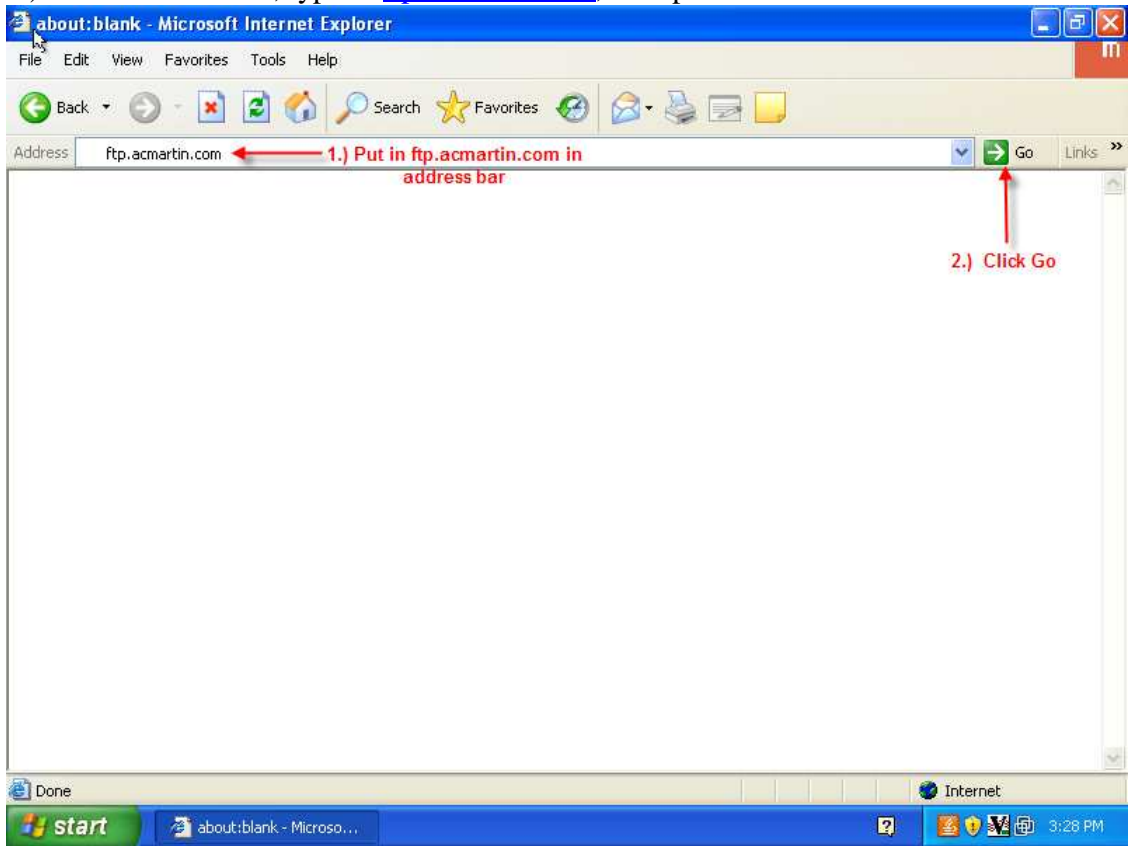 about:blank - Microsoft Internet Explorer
File Edit View Favorites Tools Help
Back Search Favorites
Address ftp.acmartin.com 1.) Put in ftp.acmartin.com in Go Links »
address bar
2.) Click Go
Done Internet
start about:blank - Microso... 3:28 PM